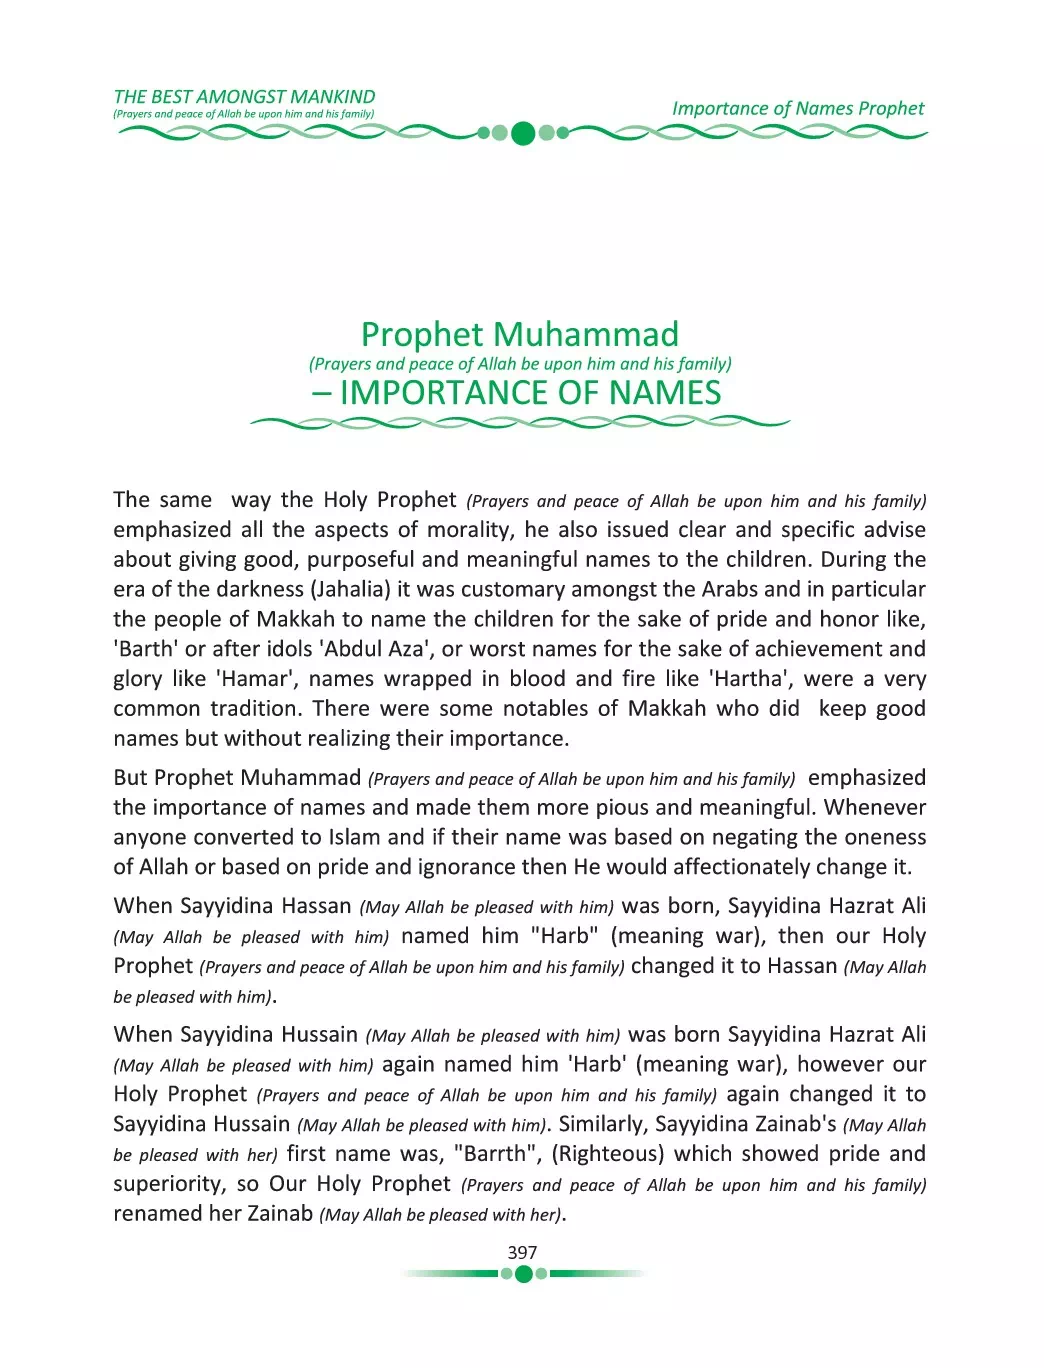 THE BEST AMONGST MANKIND
(Prayers and peace of Allah be upon him and his family)
Importance of Names Prophet
Prophet Muhammad
(Prayers and peace of Allah be upon him and his family)
– IMPORTANCE OF NAMES
The same way the Holy Prophet (Prayers and peace of Allah be upon him and his family)
emphasized all the aspects of morality, he also issued clear and specific advise
about giving good, purposeful and meaningful names to the children. During the
era of the darkness (Jahalia) it was customary amongst the Arabs and in particular
the people of Makkah to name the children for the sake of pride and honor like,
'Barth' or after idols 'Abdul Aza', or worst names for the sake of achievement and
glory like 'Hamar', names wrapped in blood and fire like 'Hartha', were a very
common tradition. There were some notables of Makkah who did keep good
names but without realizing their importance.
But Prophet Muhammad (Prayers and peace of Allah be upon him and his family) emphasized
the importance of names and made them more pious and meaningful. Whenever
anyone converted to Islam and if their name was based on negating the oneness
of Allah or based on pride and ignorance then He would affectionately change it.
When Sayyidina Hassan (May Allah be pleased with him) was born, Sayyidina Hazrat Ali
(May Allah be pleased with him) named him "Harb" (meaning war), then our Holy
Prophet (Prayers and peace of Allah be upon him and his family) changed it to Hassan (May Allah
be pleased with him).
When Sayyidina Hussain (May Allah be pleased with him) was born Sayyidina Hazrat Ali
(May Allah be pleased with him) again named him 'Harb' (meaning war), however our
Holy Prophet (Prayers and peace of Allah be upon him and his family) again changed it to
Sayyidina Hussain (May Allah be pleased with him). Similarly, Sayyidina Zainab's (May Allah
be pleased with her) first name was, "Barrth", (Righteous) which showed pride and
superiority, so Our Holy Prophet (Prayers and peace of Allah be upon him and his family)
renamed her Zainab (May Allah be pleased with her).
397